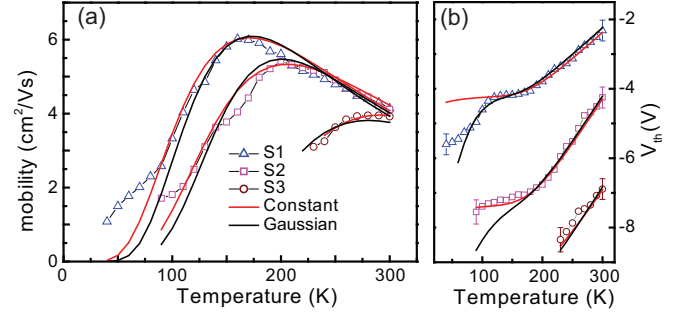 (a)
mobility (cm²/Vs)
6
4
2
0
S1
S2
S3
Constant
Gaussian
0
100
200
300
Temperature (K)
(b)
-2
-4
-6
-8
V_th(V)
100
200
300
Temperature (K)